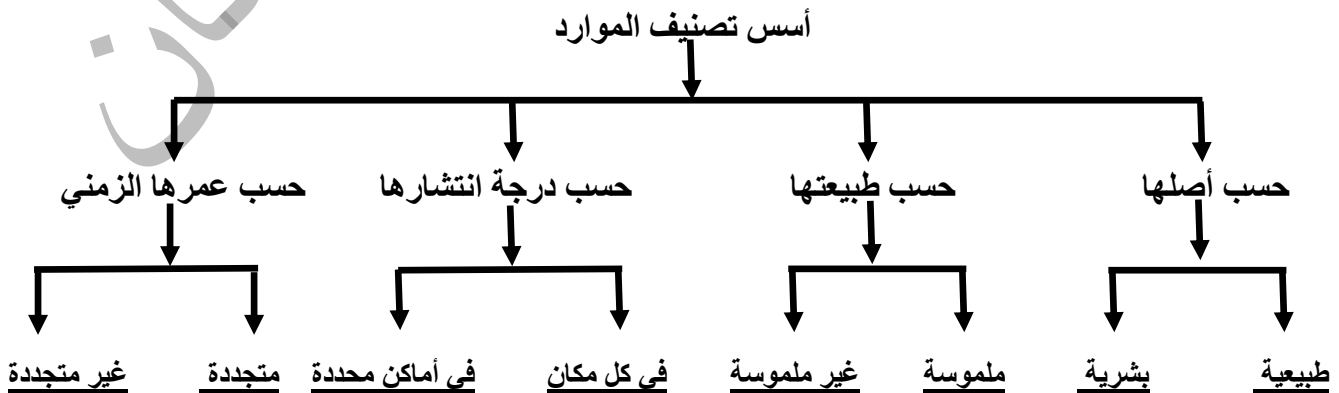 أسس تصنيف الموارد
حسب أصلها حسب طبيعتها حسب درجة انتشارها حسب عمرها الزمني
طبيعية بشرية ملموسة غير ملموسة في كل مكان في أماكن محددة متجددة غير متجددة